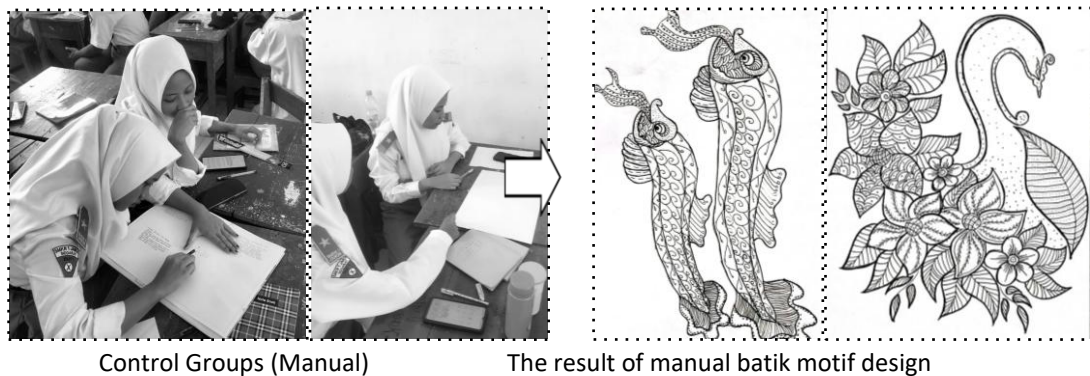 Control Groups (Manual)
The result of manual batik motif design